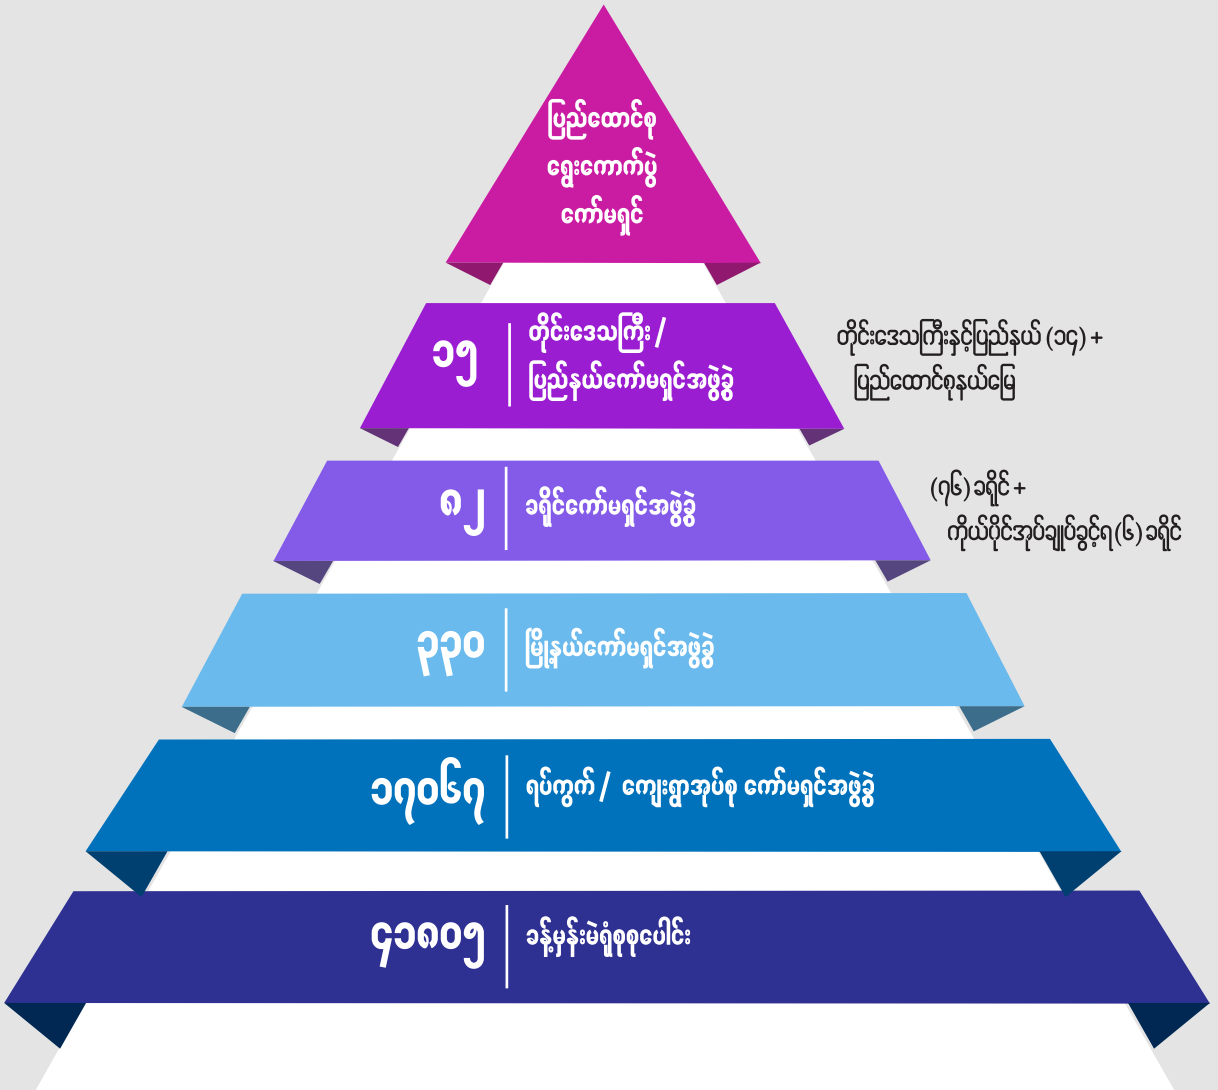 ပြည်ထောင်စု
ရွေးကောက်ပွဲ
ကော်မရှင်
၁၅
တိုင်းဒေသကြီး /
ပြည်နယ်ကော်မရှင်အဖွဲ့ခွဲ
တိုင်းဒေသကြီးနှင့်ပြည်နယ် (၁၄) +
ပြည်ထောင်စုနယ်မြေ
၈၂
ခရိုင်ကော်မရှင်အဖွဲ့ခွဲ
(၇၆) ခရိုင် +
ကိုယ်ပိုင်အုပ်ချုပ်ခွင့်ရ(၆) ခရိုင်
၃၃၀
မြို့နယ်ကော်မရှင်အဖွဲ့ခွဲ
၁၇၀၆၇
ရပ်ကွက် / ကျေးရွာအုပ်စု ကော်မရှင်အဖွဲ့ခွဲ
၄၁၈၀၅
ခန့်မှန်းမဲရုံစုစုပေါင်း